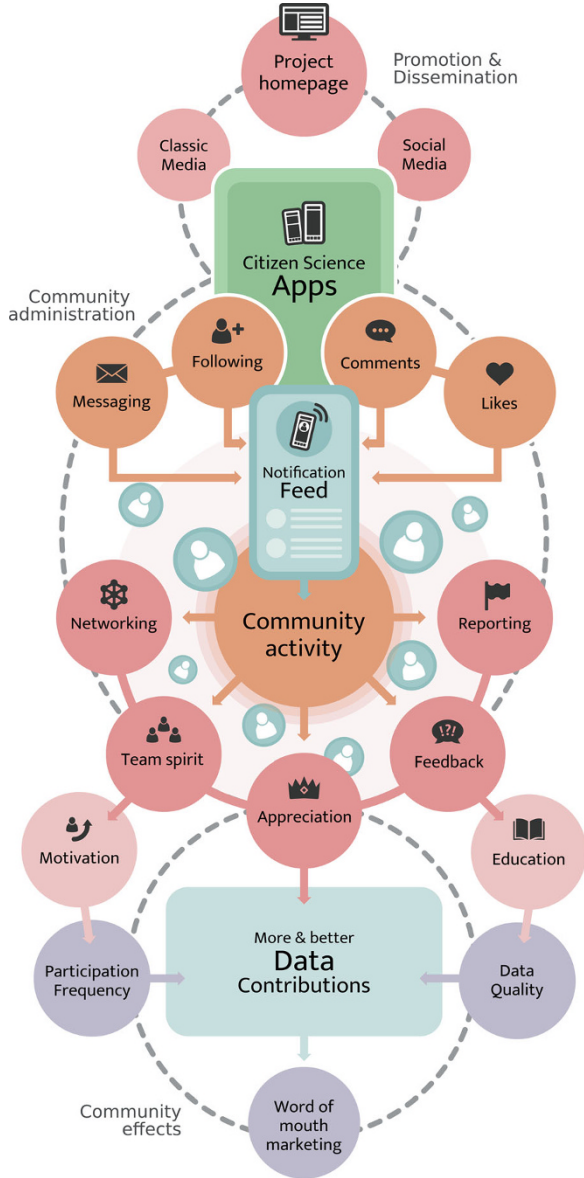 Project
homepage
Promotion &
Dissemination
Classic
Media
Social
Media
Citizen Science
Apps
Community
administration
Following
Comments
Messaging
Likes
Notification
Feed
Networking
Community
activity
Reporting
Team spirit
!?!
Feedback
Appreciation
Motivation
Education
More & better
Data
Contributions
Participation
Frequency
Data
Quality
Community
effects
Word of
mouth
marketing